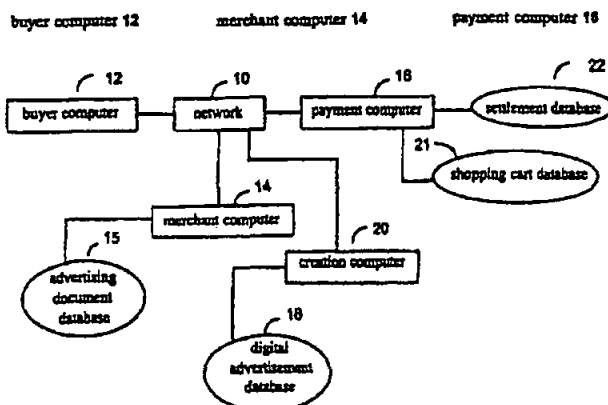 buyer computer 12 merchant computer 14 payment computer 16
12 10 16 22
buyer computer network payment computer settlement database
21
shopping cart database
14
merchant computer
15 20
creation computer
advertizing
document
database
18
digital
advertisement
database